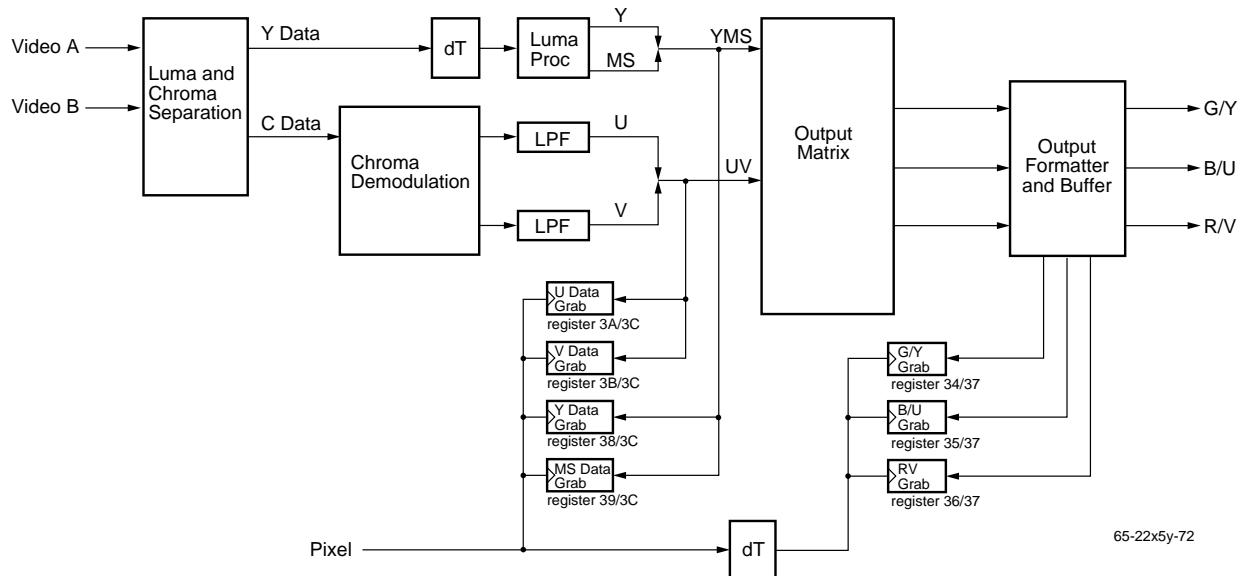 Video A
Video B
Luma and
Chroma
Separation
Y Data
C Data
dT
Luma
Proc
Y
MS
YMS
Chroma
Demodulation
LPF
U
LPF
V
UV
Output
Matrix
Output
Formatter
and Buffer
G/Y
B/U
R/V
U Data
Grab
register 3A/3C
V Data
Grab
register 3B/3C
Y Data
Grab
register 38/3C
MS Data
Grab
register 39/3C
G/Y
Grab
register 34/37
B/U
Grab
register 35/37
RV
Grab
register 36/37
Pixel
dT
65-22x5y-72